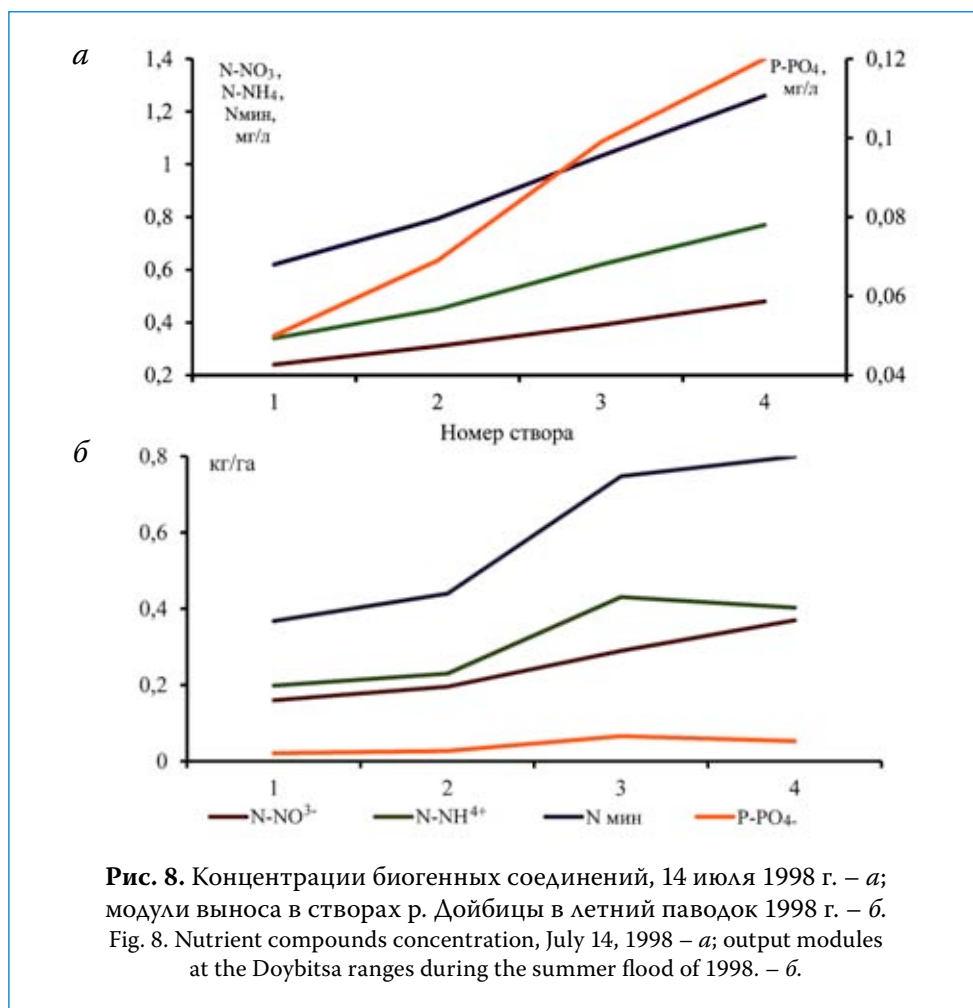 а
N-NO₃,
N-NH₄,
Nмин,
мг/л
P-PO₄,
мг/л
1,4
1,2
1
0,8
0,6
0,4
0,2
0,12
0,1
0,08
0,06
0,04
1 2 3 4
Номер створа
б
кг/га
0,8
0,6
0,4
0,2
0
1 2 3 4
N-NO³⁻ N-NH⁴⁺ N мин P-PO₄₋
Рис. 8. Концентрации биогенных соединений, 14 июля 1998 г. – а;
модули выноса в створах р. Дойбицы в летний паводок 1998 г. – б.
Fig. 8. Nutrient compounds concentration, July 14, 1998 – а; output modules
at the Doybitsa ranges during the summer flood of 1998. – б.